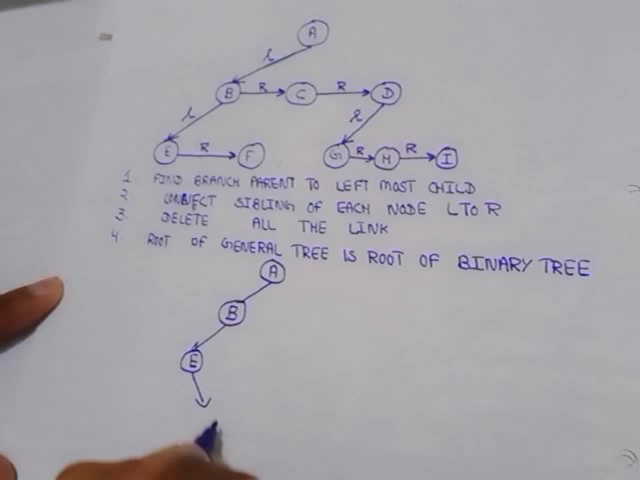 A
l
B R C R D
l l
E R F G R H R I
1. FIND BRANCH PARENT TO LEFT MOST CHILD
2. CONNECT SIBLING OF EACH NODE L TO R
3. DELETE ALL THE LINK
4. ROOT OF GENERAL TREE IS ROOT OF BINARY TREE
A
B
E